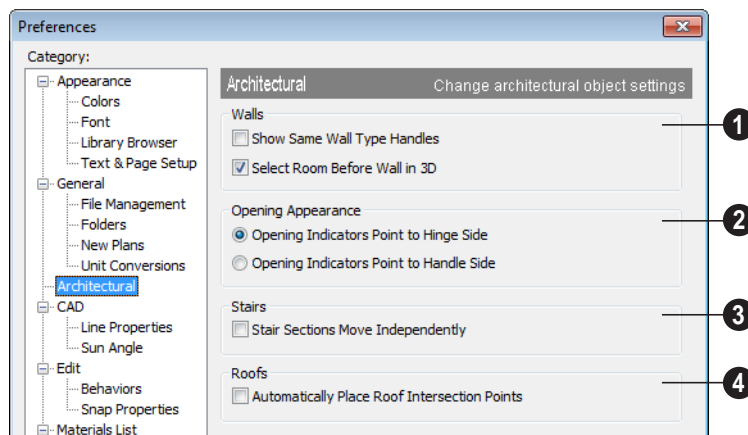 Preferences
Category:
Appearance
Colors
Font
Library Browser
Text & Page Setup
General
File Management
Folders
New Plans
Unit Conversions
Architectural
CAD
Line Properties
Sun Angle
Edit
Behaviors
Snap Properties
Materials List
Architectural Change architectural object settings
Walls
Show Same Wall Type Handles
Select Room Before Wall in 3D
1
Opening Appearance
Opening Indicators Point to Hinge Side
Opening Indicators Point to Handle Side
2
Stairs
Stair Sections Move Independently
3
Roofs
Automatically Place Roof Intersection Points
4